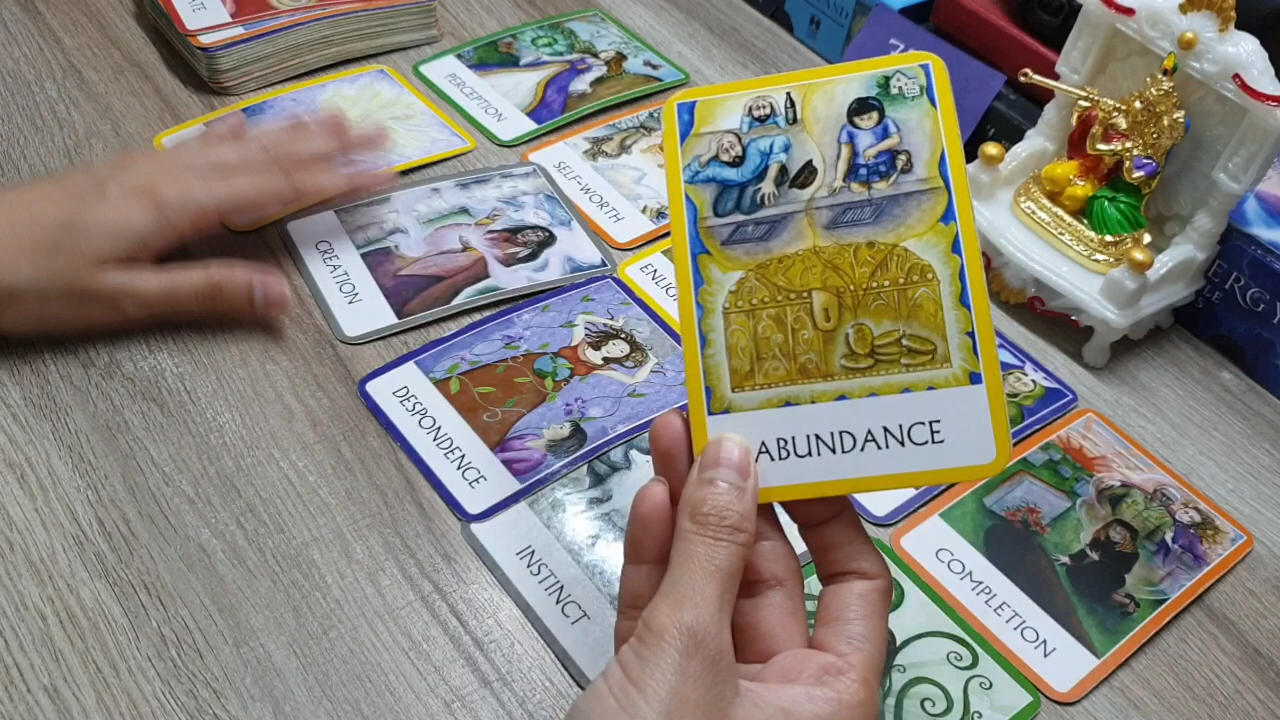 PERCEPTION
SELF-WORTH
CREATION
DESPONDENCE
ABUNDANCE
INSTINCT
COMPLETION